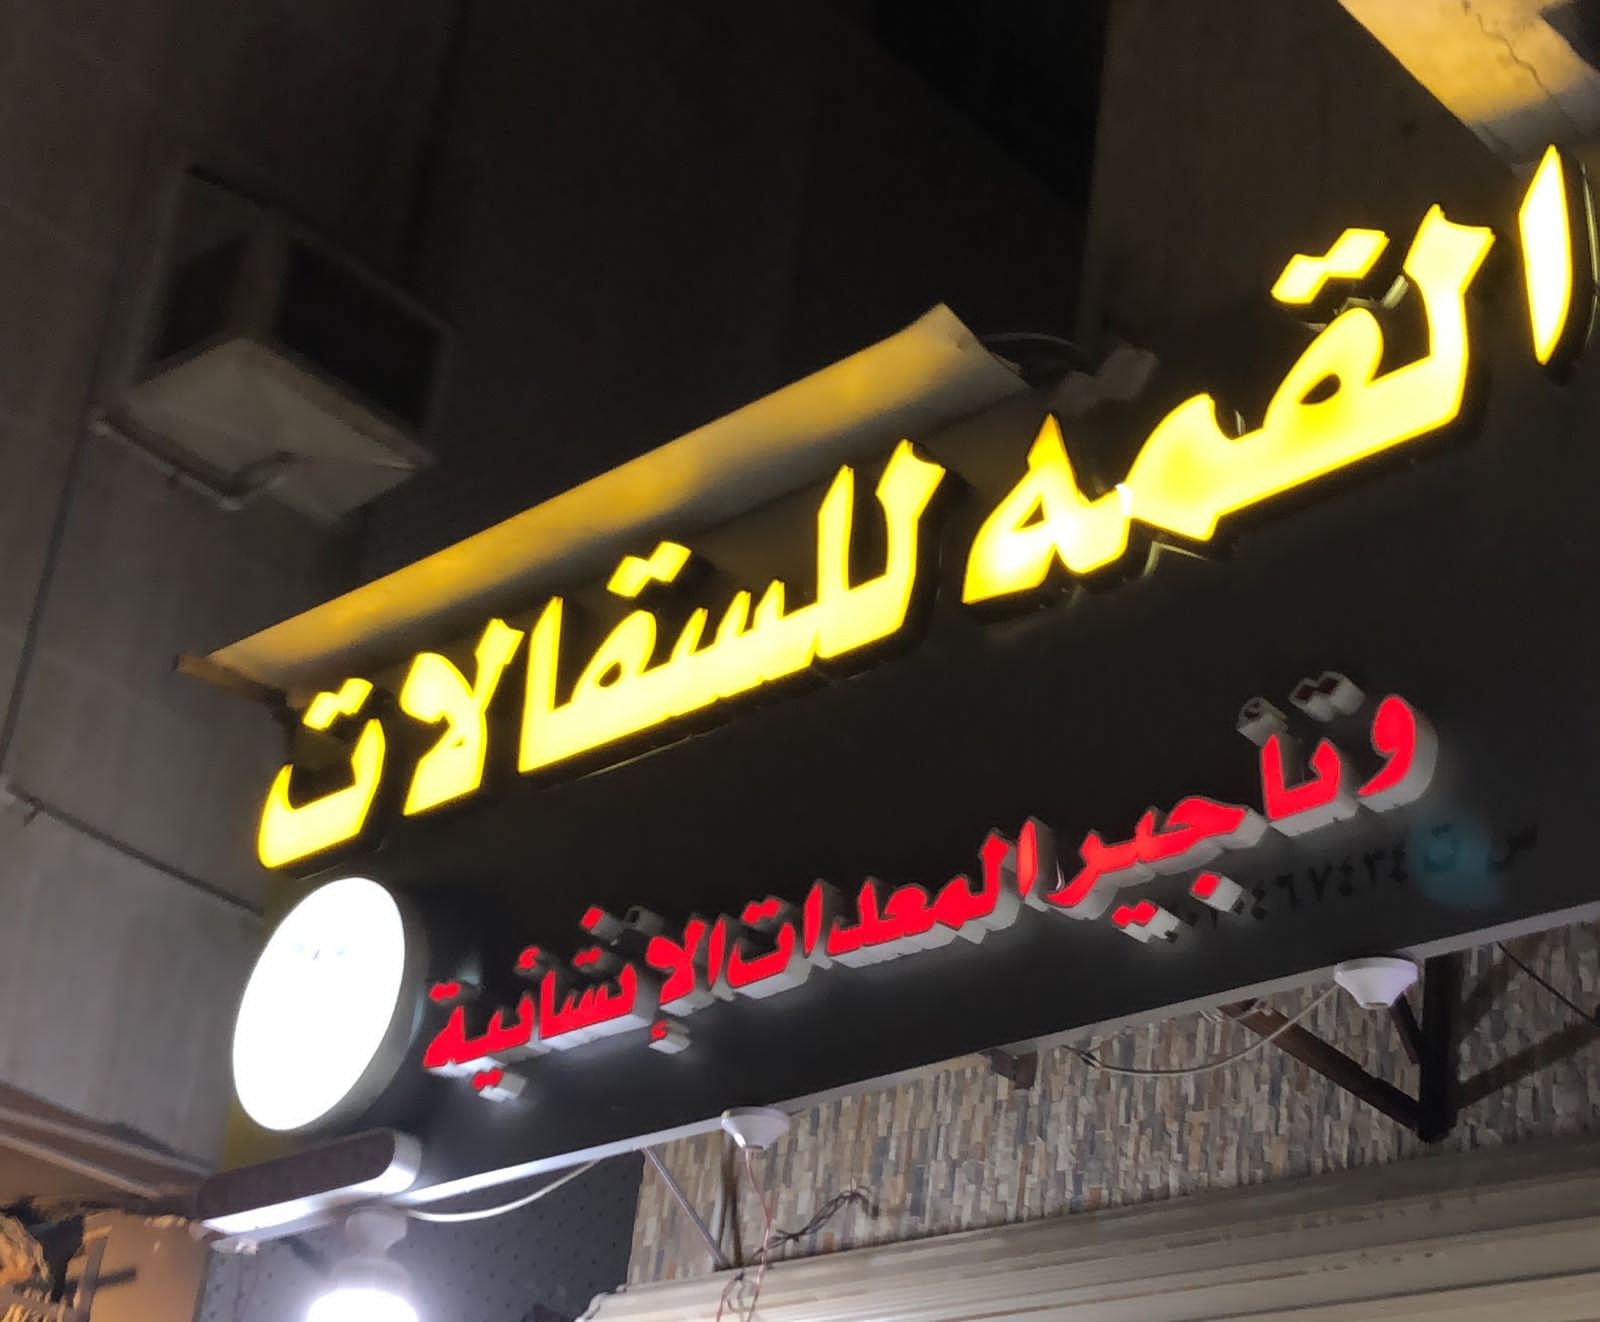 القمه للسقالات
وتأجير المعدات الإنشائية
س ت